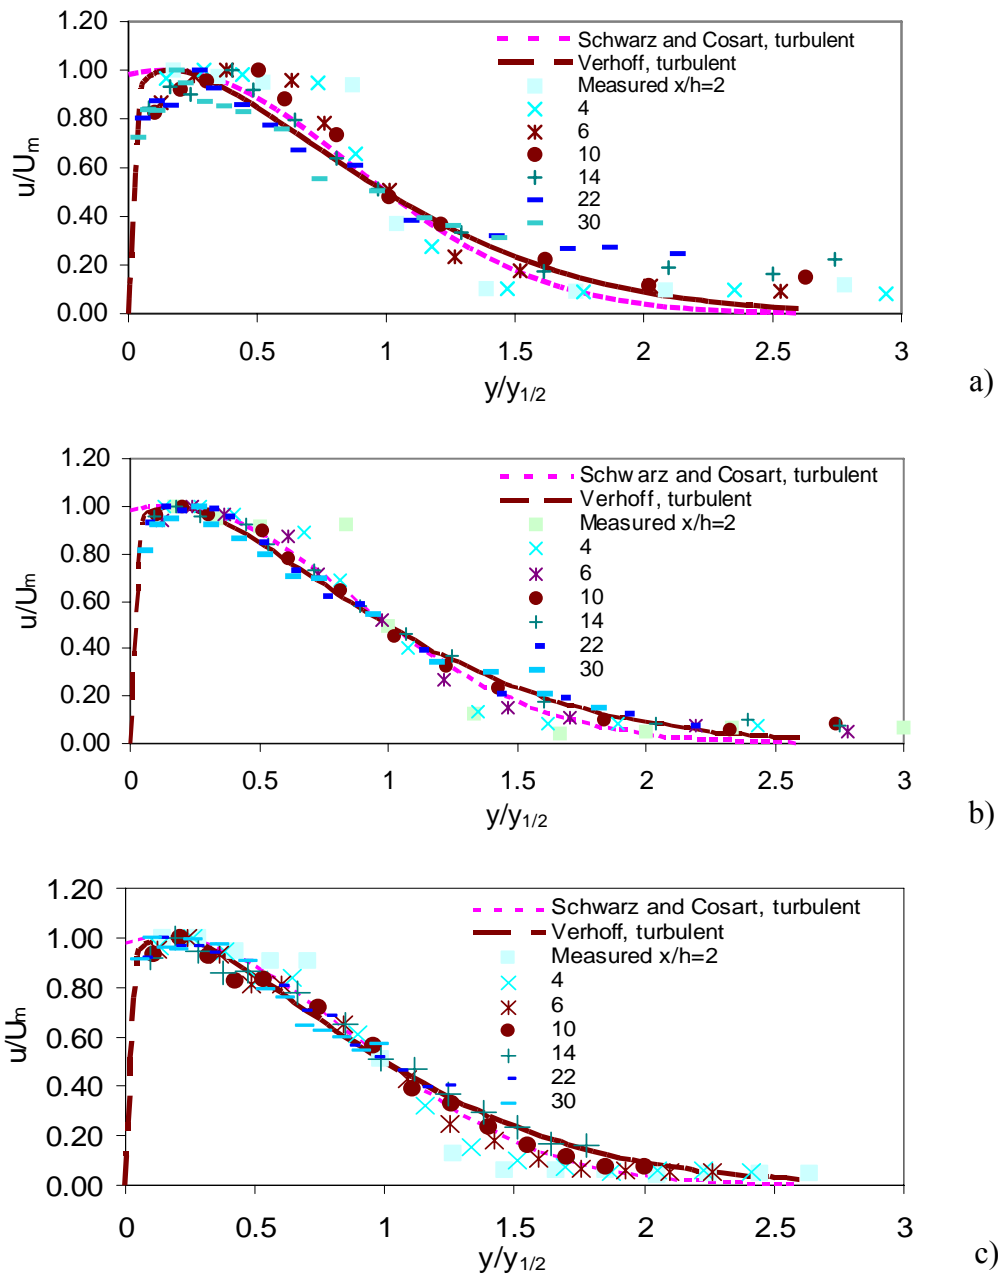 1.20
1.00
0.80
0.60
0.40
0.20
0.00
u/Um
Schwarz and Cosart, turbulent
Verhoff, turbulent
Measured x/h=2
4
6
10
14
22
30
0 0.5 1 1.5 2 2.5 3
y/y1/2
a)
1.20
1.00
0.80
0.60
0.40
0.20
0.00
u/Um
Schw arz and Cosart, turbulent
Verhoff, turbulent
Measured x/h=2
4
6
10
14
22
30
0 0.5 1 1.5 2 2.5 3
y/y1/2
b)
1.20
1.00
0.80
0.60
0.40
0.20
0.00
u/Um
Schwarz and Cosart, turbulent
Verhoff, turbulent
Measured x/h=2
4
6
10
14
22
30
0 0.5 1 1.5 2 2.5 3
y/y1/2
c)